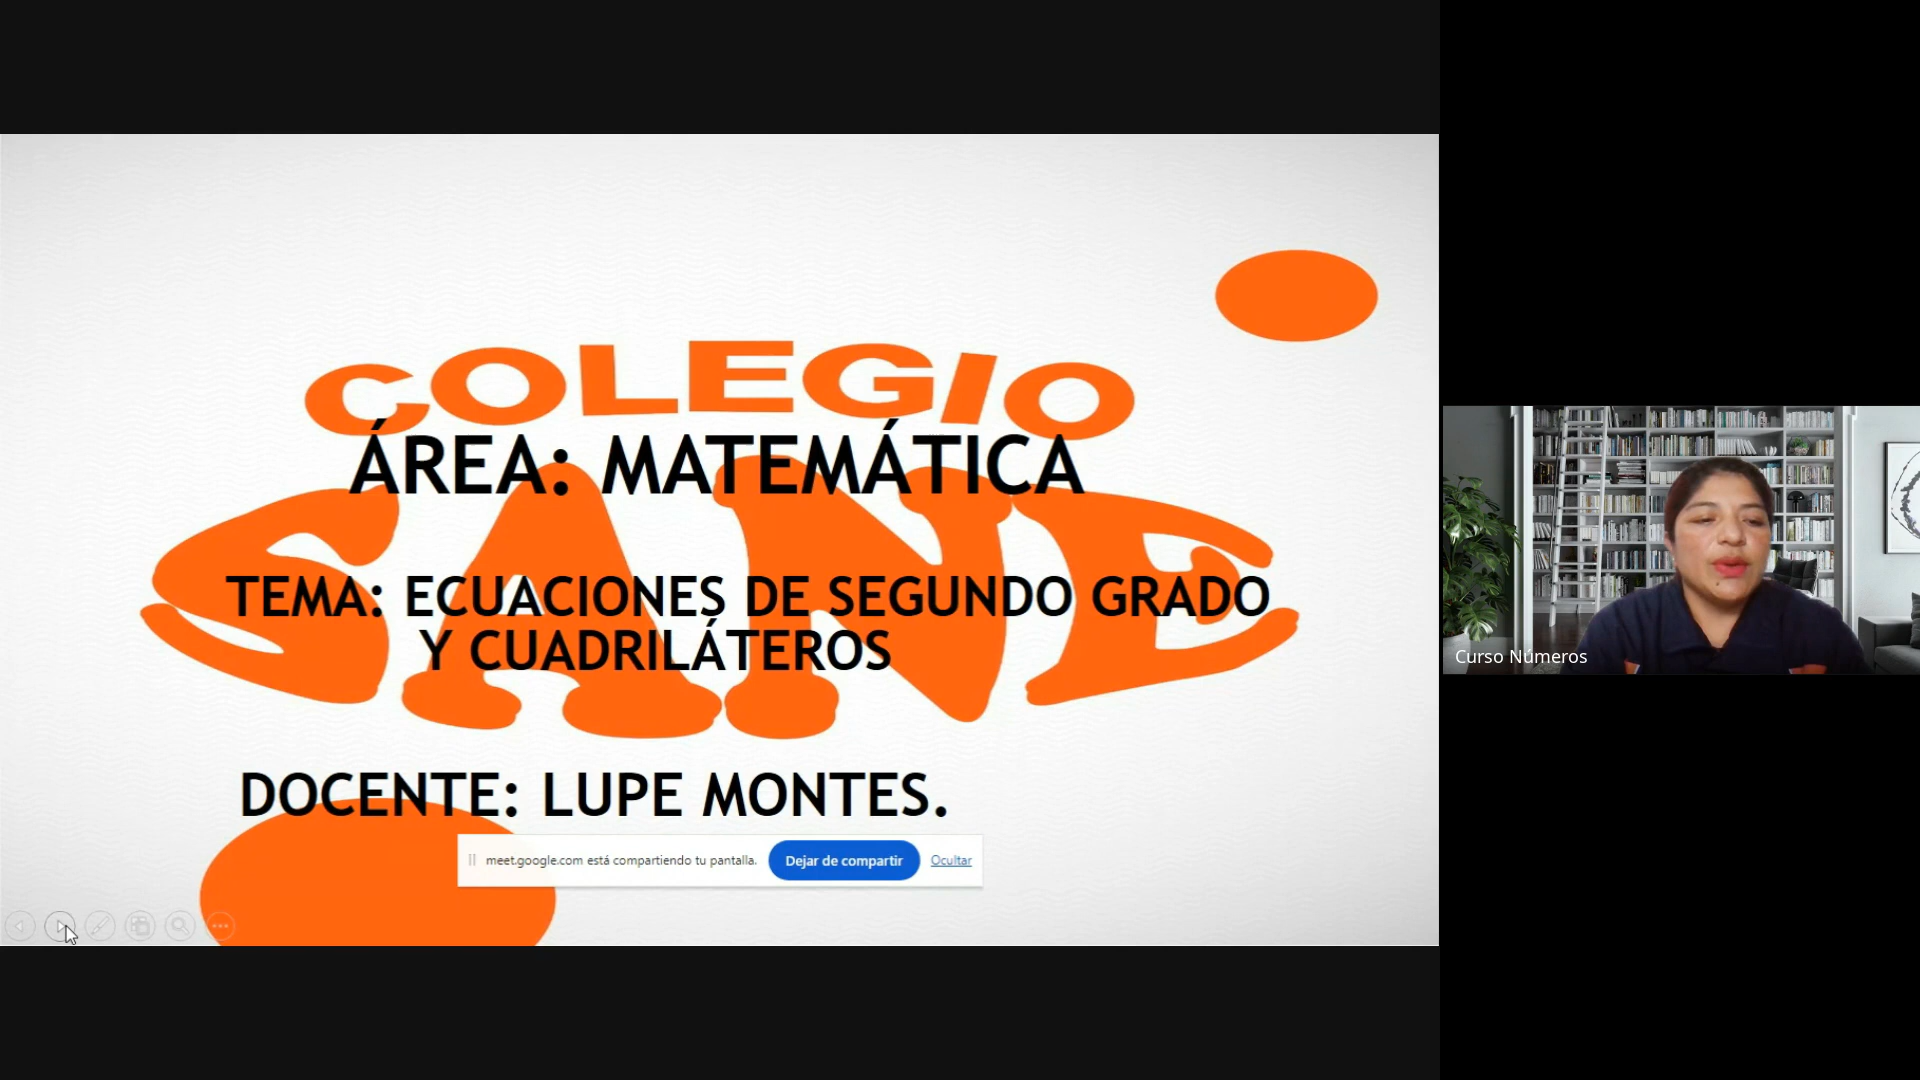 COLEGIO
SANE
ÁREA: MATEMÁTICA
TEMA: ECUACIONES DE SEGUNDO GRADO
Y CUADRILÁTEROS
DOCENTE: LUPE MONTES.
meet.google.com está compartiendo tu pantalla. Dejar de compartir Ocultar
Curso Números